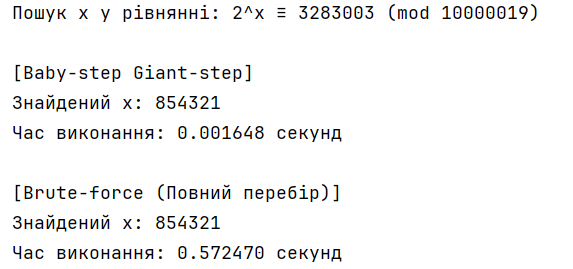 Пошук x у рівнянні: 2^x ≡ 3283003 (mod 10000019)
[Baby-step Giant-step]
Знайдений x: 854321
Час виконання: 0.001648 секунд
[Brute-force (Повний перебір)]
Знайдений x: 854321
Час виконання: 0.572470 секунд